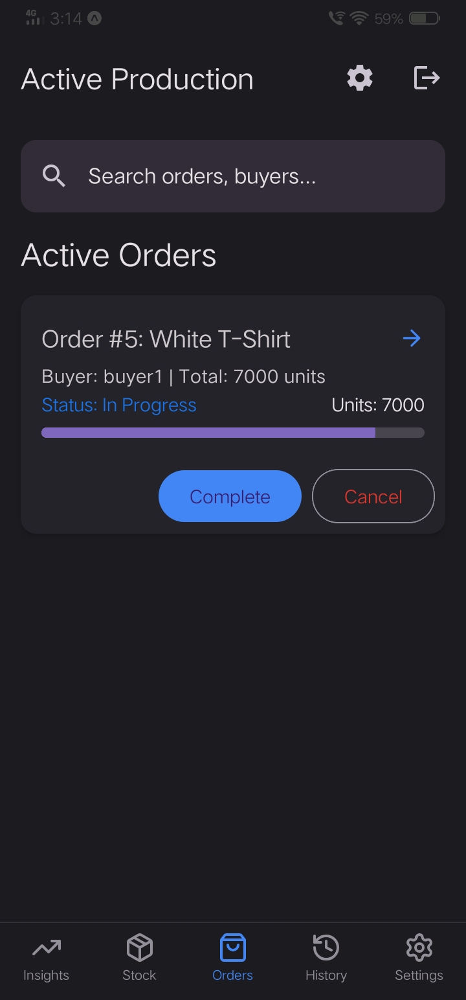 4G 3:14 59%
Active Production
Search orders, buyers...
Active Orders
Order #5: White T-Shirt
Buyer: buyer1 | Total: 7000 units
Status: In Progress Units: 7000
Complete Cancel
Insights Stock Orders History Settings